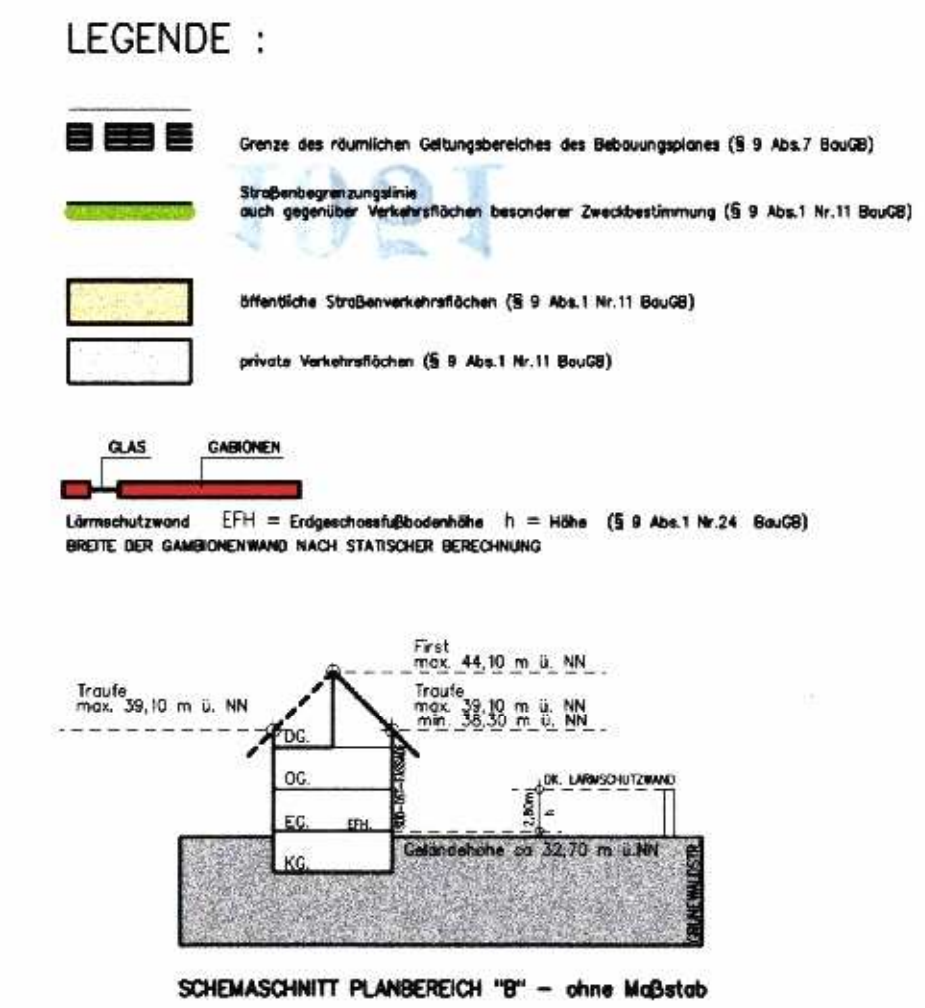 LEGENDE :
Grenze des räumlichen Geltungsbereiches des Bebauungsplanes (§ 9 Abs.7 BauGB)
Straßenbegrenzungslinie
auch gegenüber Verkehrsflächen besonderer Zweckbestimmung (§ 9 Abs.1 Nr.11 BauGB)
öffentliche Straßenverkehrsflächen (§ 9 Abs.1 Nr.11 BauGB)
private Verkehrsflächen (§ 9 Abs.1 Nr.11 BauGB)
GLAS GABIONEN
Lärmschutzwand EFH = Erdgeschossfußbodenhöhe h = Höhe (§ 9 Abs.1 Nr.24 BauGB)
BREITE DER GAMBIONENWAND NACH STATISCHER BERECHNUNG
First
max. 44,10 m ü. NN
Traufe
max. 39,10 m ü. NN
Traufe
max. 39,10 m ü. NN
min. 38,30 m ü. NN
DG.
OG.
EG. EFH.
KG.
SÜD-OST-FASSADE
OK. LÄRMSCHUTZWAND
2,80m
h
Geländehöhe ca 32,70 m ü.NN
GRUNEWALDSTR.
SCHEMASCHNITT PLANBEREICH "B" – ohne Maßstab